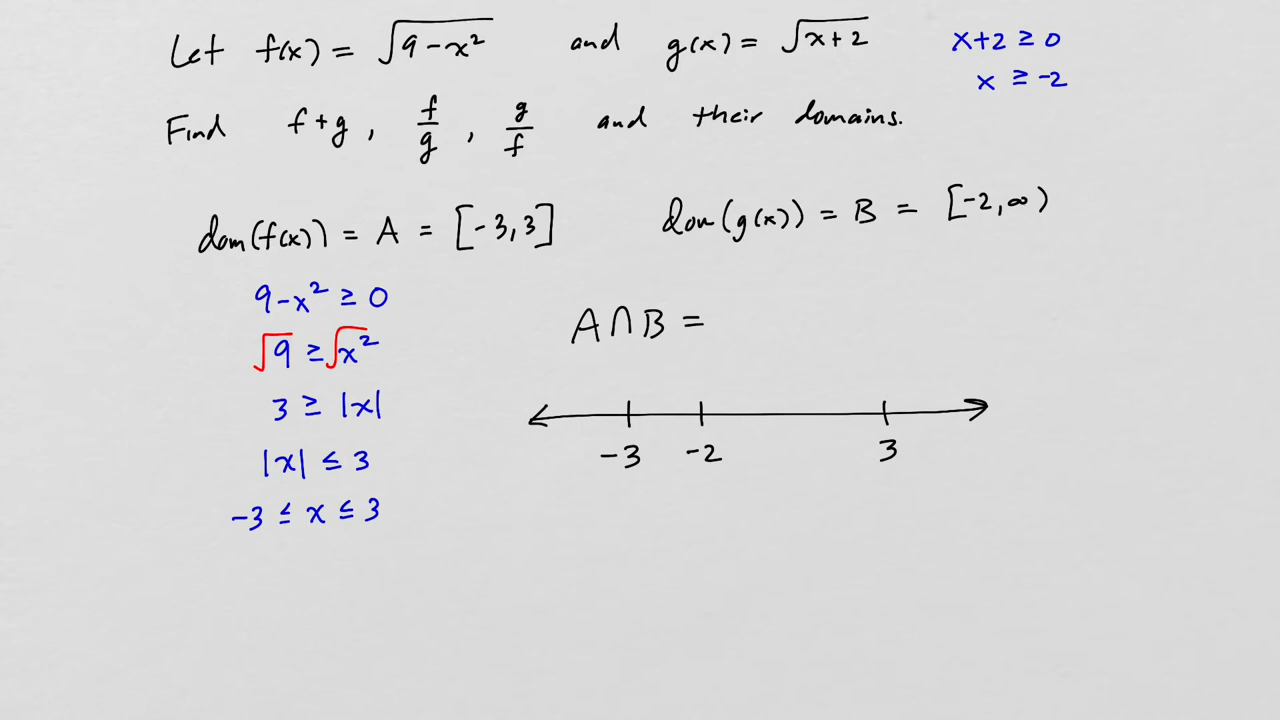 Let f(x) = √(9-x²) and g(x) = √(x+2)
x+2 ≥ 0
x ≥ -2
Find f+g, f/g, g/f and their domains.
dom(f(x)) = A = [-3,3]
dom(g(x)) = B = [-2,∞)
9-x² ≥ 0
√9 ≥ √x²
3 ≥ |x|
|x| ≤ 3
-3 ≤ x ≤ 3
A∩B =
-3 -2 3